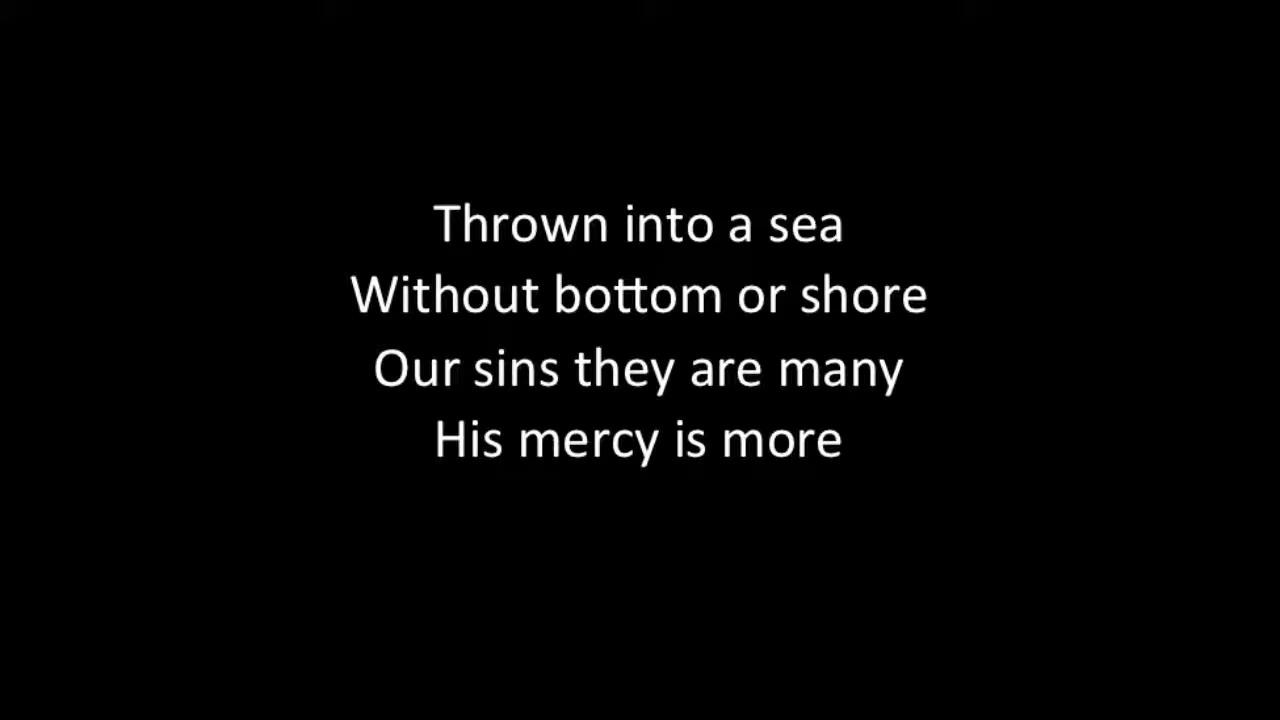 Thrown into a sea
Without bottom or shore
Our sins they are many
His mercy is more